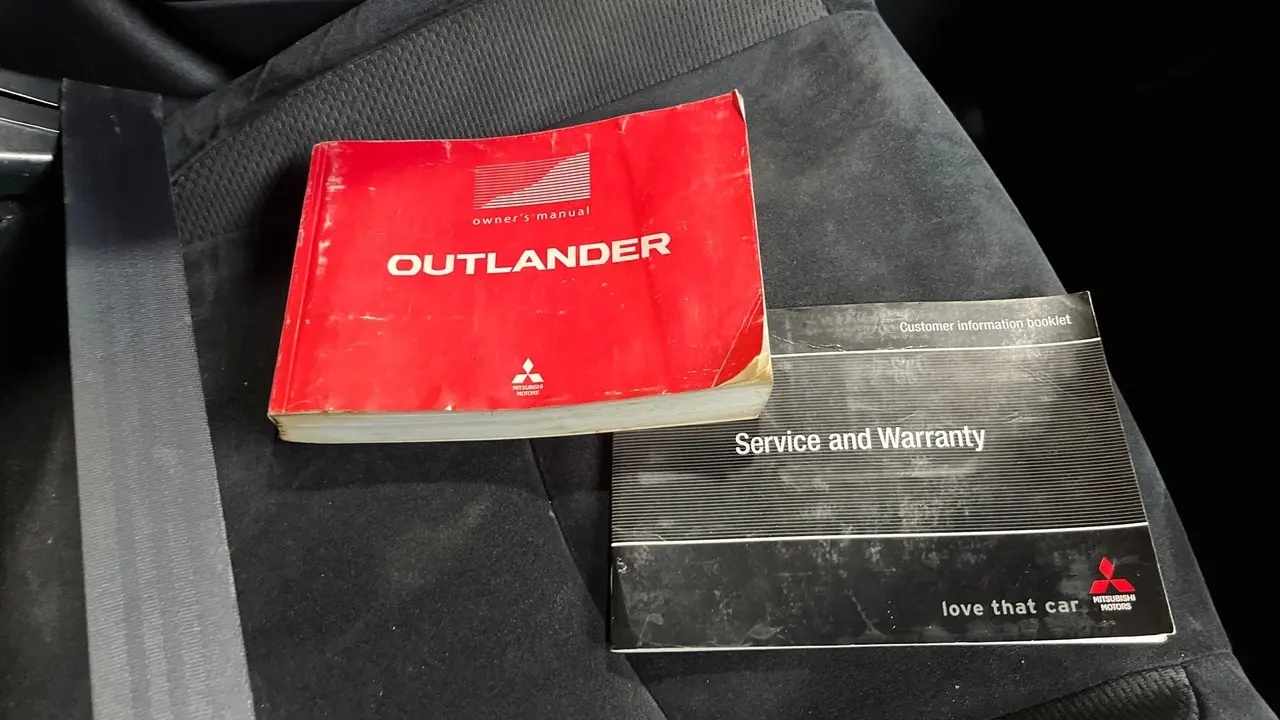 owner's manual
OUTLANDER
MITSUBISHI
MOTORS
Customer information booklet
Service and Warranty
love that car
MITSUBISHI
MOTORS